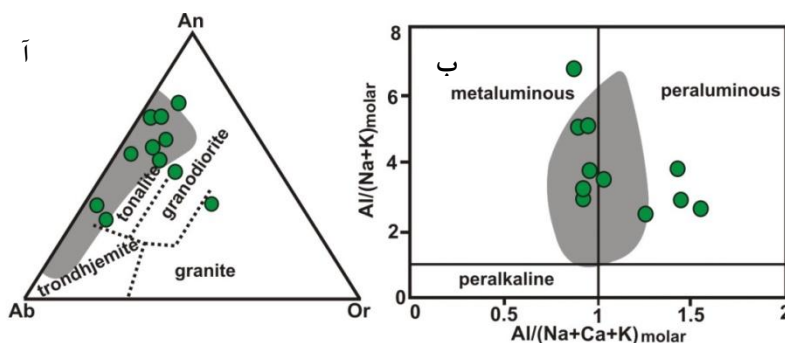 آ
An
tonalite
granodiorite
trondhjemite
granite
Ab
Or
ب
8
6
4
2
0
metaluminous
peraluminous
peralkaline
Al/(Na+K)molar
0
0.5
1
1.5
2
Al/(Na+Ca+K)molar